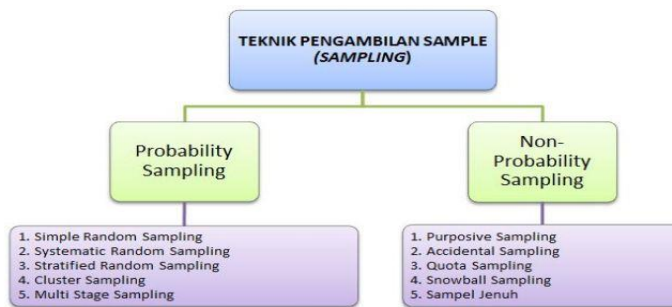 TEKNIK PENGAMBILAN SAMPLE
(SAMPLING)
Probability
Sampling
Non-
Probability
Sampling
1. Simple Random Sampling
2. Systematic Random Sampling
3. Stratified Random Sampling
4. Cluster Sampling
5. Multi Stage Sampling
1. Purposive Sampling
2. Accidental Sampling
3. Quota Sampling
4. Snowball Sampling
5. Sampel Jenuh